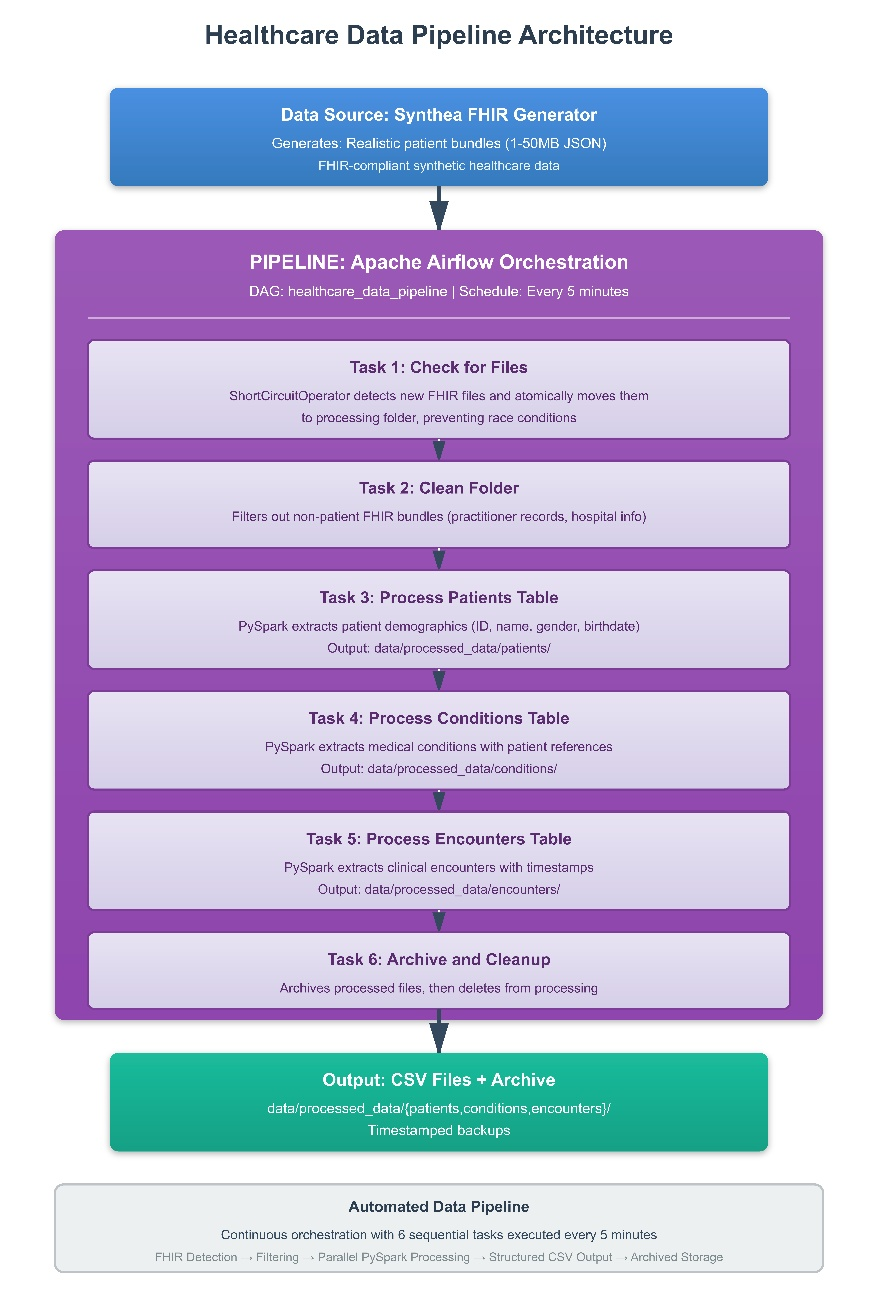 Healthcare Data Pipeline Architecture
Data Source: Synthea FHIR Generator
Generates: Realistic patient bundles (1-50MB JSON)
FHIR-compliant synthetic healthcare data
PIPELINE: Apache Airflow Orchestration
DAG: healthcare_data_pipeline | Schedule: Every 5 minutes
Task 1: Check for Files
ShortCircuitOperator detects new FHIR files and atomically moves them
to processing folder, preventing race conditions
Task 2: Clean Folder
Filters out non-patient FHIR bundles (practitioner records, hospital info)
Task 3: Process Patients Table
PySpark extracts patient demographics (ID, name, gender, birthdate)
Output: data/processed_data/patients/
Task 4: Process Conditions Table
PySpark extracts medical conditions with patient references
Output: data/processed_data/conditions/
Task 5: Process Encounters Table
PySpark extracts clinical encounters with timestamps
Output: data/processed_data/encounters/
Task 6: Archive and Cleanup
Archives processed files, then deletes from processing
Output: CSV Files + Archive
data/processed_data/{patients,conditions,encounters}/
Timestamped backups
Automated Data Pipeline
Continuous orchestration with 6 sequential tasks executed every 5 minutes
FHIR Detection → Filtering → Parallel PySpark Processing → Structured CSV Output → Archived Storage